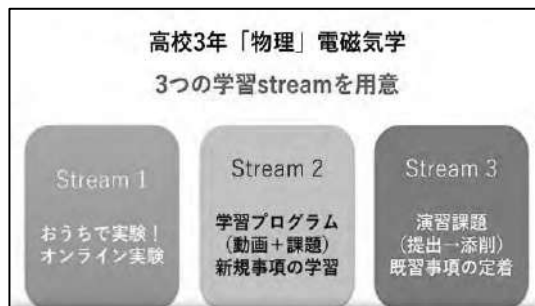 高校3年「物理」電磁気学
3つの学習streamを用意
Stream 1
おうちで実験！
オンライン実験
Stream 2
学習プログラム
(動画＋課題)
新規事項の学習
Stream 3
演習課題
(提出→添削)
既習事項の定着